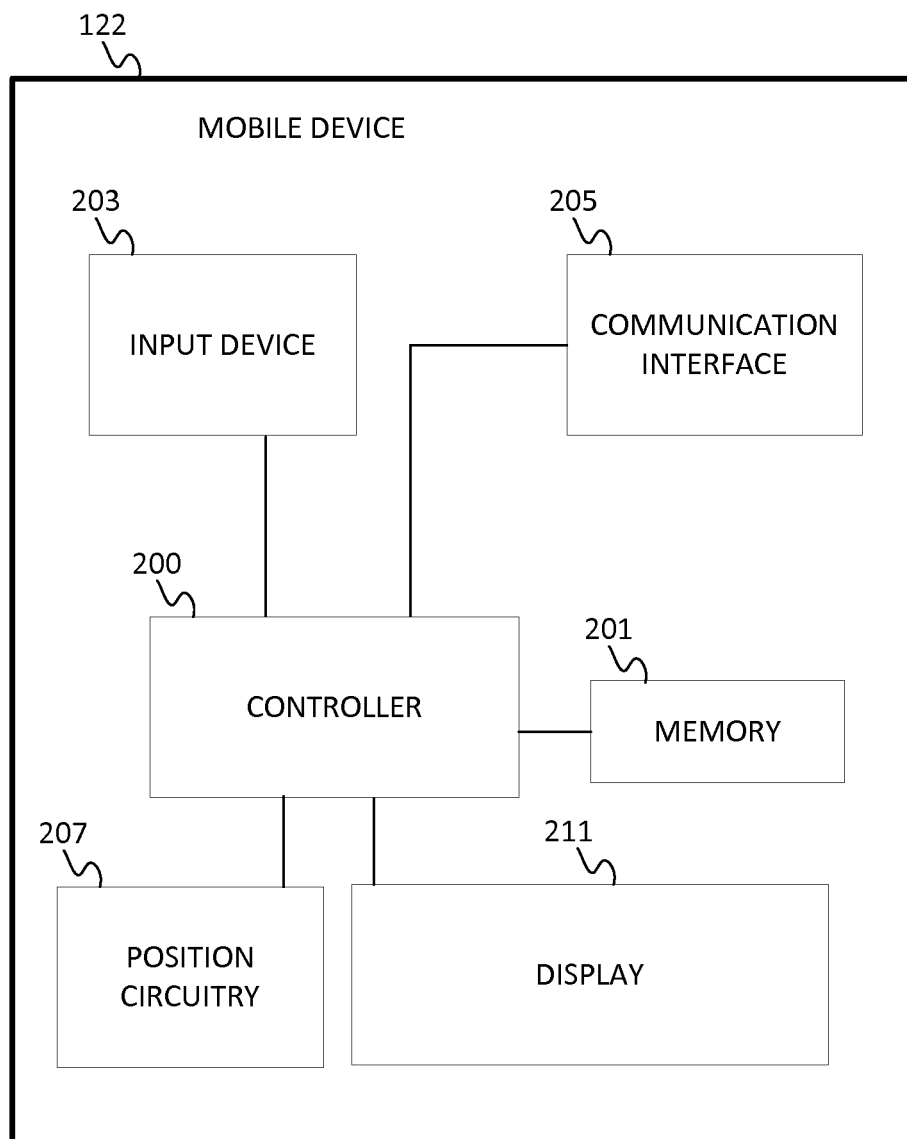 122
MOBILE DEVICE
203
205
INPUT DEVICE
COMMUNICATION
INTERFACE
200
CONTROLLER
201
MEMORY
207
211
POSITION
CIRCUITRY
DISPLAY